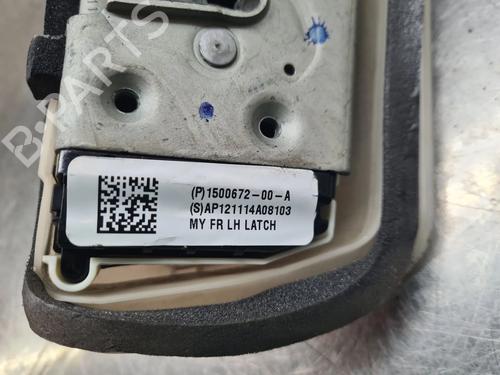 B-PARTS
(P)1500672-00-A
(S)AP121114A08103
MY FR LH LATCH